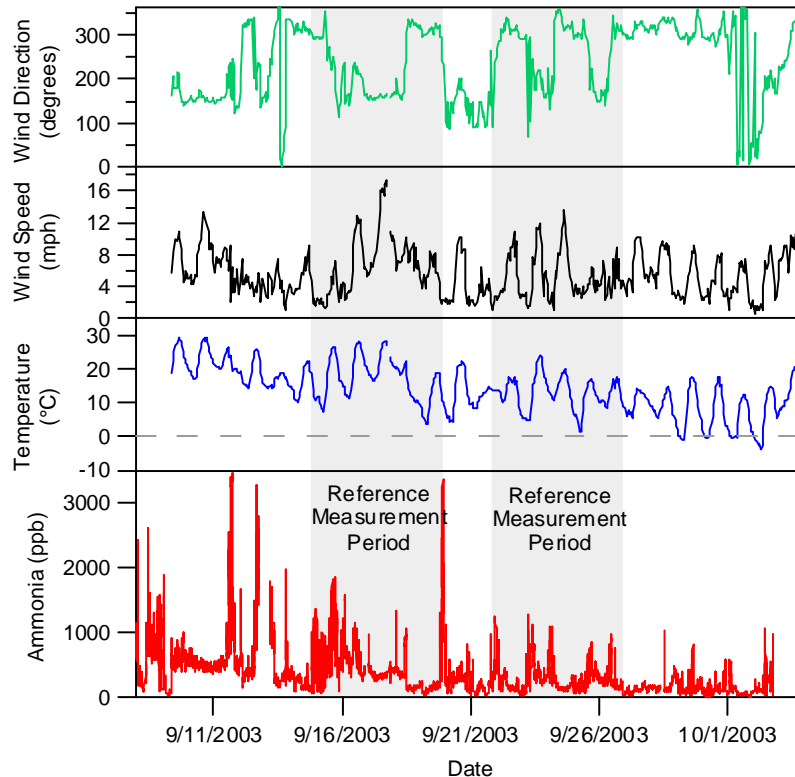 Wind Direction
(degrees)
300
200
100
0
Wind Speed
(mph)
16
12
8
4
0
Temperature
(°C)
30
20
10
0
-10
Ammonia (ppb)
3000
2000
1000
0
Reference
Measurement
Period
Reference
Measurement
Period
9/11/2003
9/16/2003
9/21/2003
9/26/2003
10/1/2003
Date